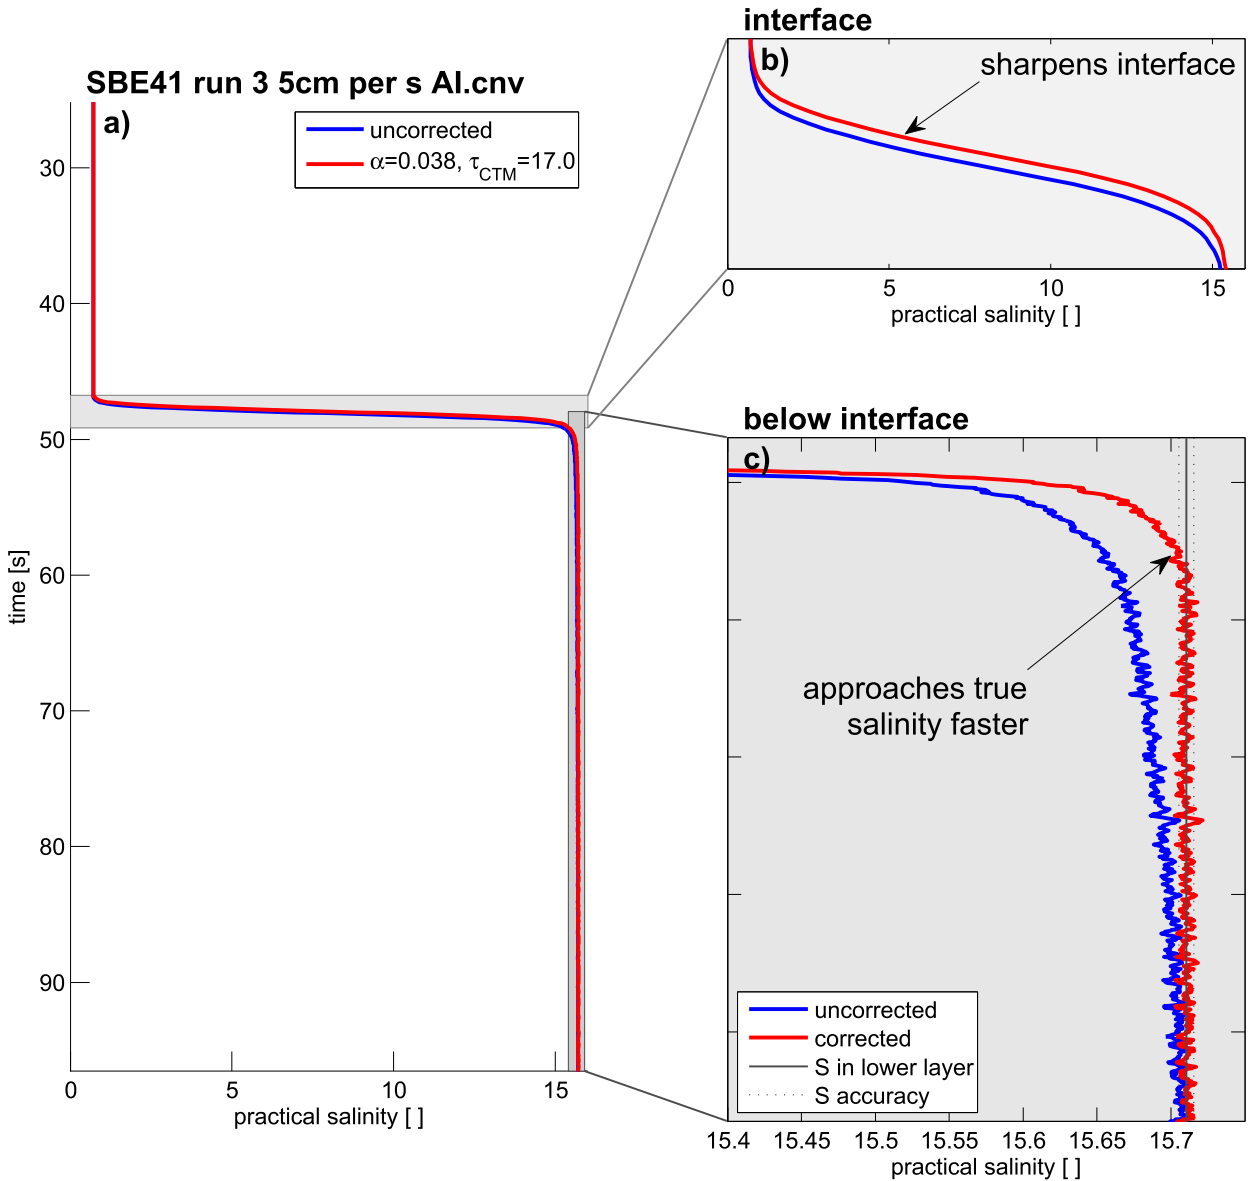 SBE41 run 3 5cm per s AI.cnv
a)
uncorrected
α=0.038, τCTM=17.0
30
40
50
60
70
80
90
time [s]
0 5 10 15
practical salinity [ ]
interface
b)
sharpens interface
0 5 10 15
practical salinity [ ]
below interface
c)
approaches true
salinity faster
uncorrected
corrected
S in lower layer
S accuracy
15.4 15.45 15.5 15.55 15.6 15.65 15.7
practical salinity [ ]